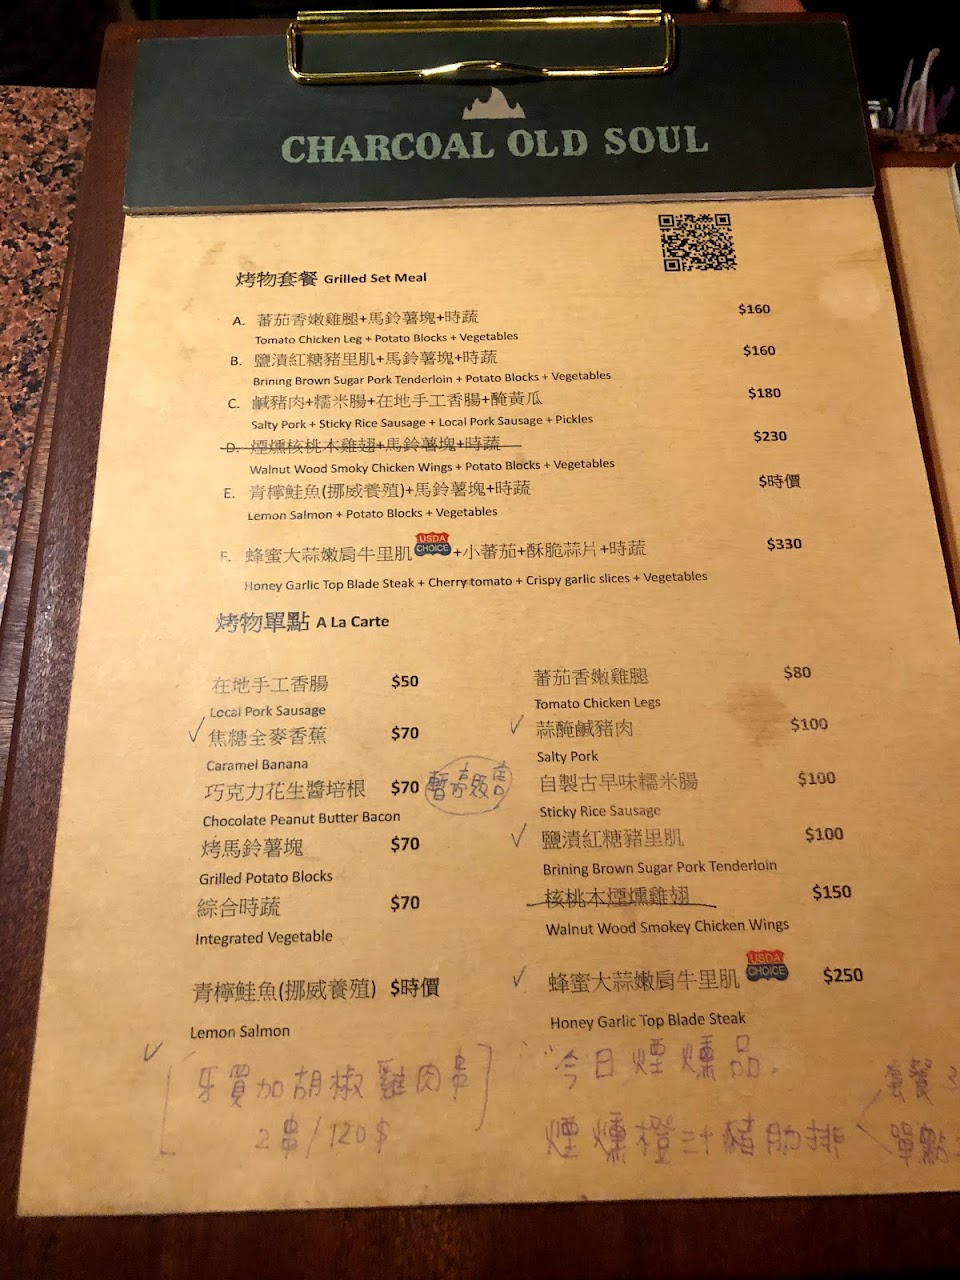 CHARCOAL OLD SOUL
烤物套餐 Grilled Set Meal
A. 蕃茄香嫩雞腿+馬鈴薯塊+時蔬 $160
Tomato Chicken Leg + Potato Blocks + Vegetables
B. 鹽漬紅糖豬里肌+馬鈴薯塊+時蔬 $160
Brining Brown Sugar Pork Tenderloin + Potato Blocks + Vegetables
C. 鹹豬肉+糯米腸+在地手工香腸+醃黃瓜 $180
Salty Pork + Sticky Rice Sausage + Local Pork Sausage + Pickles
D. 煙燻核桃木雞翅+馬鈴薯塊+時蔬 $230
Walnut Wood Smoky Chicken Wings + Potato Blocks + Vegetables
E. 青檸鮭魚(挪威養殖)+馬鈴薯塊+時蔬 $時價
Lemon Salmon + Potato Blocks + Vegetables
F. 蜂蜜大蒜嫩肩牛里肌 USDA CHOICE +小蕃茄+酥脆蒜片+時蔬 $330
Honey Garlic Top Blade Steak + Cherry tomato + Crispy garlic slices + Vegetables
烤物單點 A La Carte
在地手工香腸 $50
Local Pork Sausage
焦糖全麥香蕉 $70
Caramel Banana
巧克力花生醬培根 $70 暫停販售
Chocolate Peanut Butter Bacon
烤馬鈴薯塊 $70
Grilled Potato Blocks
綜合時蔬 $70
Integrated Vegetable
青檸鮭魚(挪威養殖) $時價
Lemon Salmon
蕃茄香嫩雞腿 $80
Tomato Chicken Legs
蒜醃鹹豬肉 $100
Salty Pork
自製古早味糯米腸 $100
Sticky Rice Sausage
鹽漬紅糖豬里肌 $100
Brining Brown Sugar Pork Tenderloin
核桃木煙燻雞翅 $150
Walnut Wood Smokey Chicken Wings
蜂蜜大蒜嫩肩牛里肌 USDA CHOICE $250
Honey Garlic Top Blade Steak
牙買加胡椒雞肉串
2串/120$
今日煙燻品
煙燻橙汁豬肋排
套餐
單點